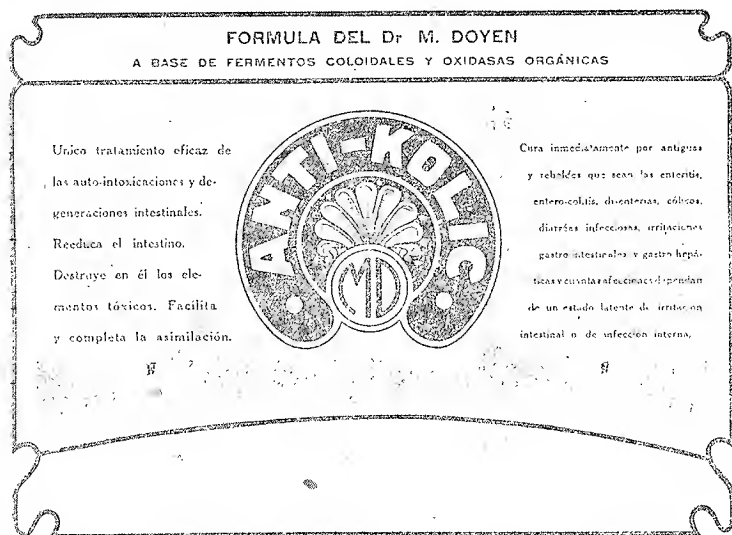 FORMULA DEL Dr M. DOYEN
A BASE DE FERMENTOS COLOIDALES Y OXIDASAS ORGÁNICAS
Unico tratamiento eficaz de
las auto-intoxicaciones y de-
generaciones intestinales.
Reeduca el intestino.
Destruye en él los ele-
mentos tóxicos. Facilita
y completa la asimilación.
ANTI-KOLIC
MD
Cura inmediatamente por antiguas
y rebeldes que sean las enteritis,
entero-colitis, disenterias, cólicos,
diarréas infecciosas, irritaciones
gastro intestinales y gastro hepá-
ticas y cuantas afecciones dependan
de un estado latente de irritacion
intestinal o de infección interna.